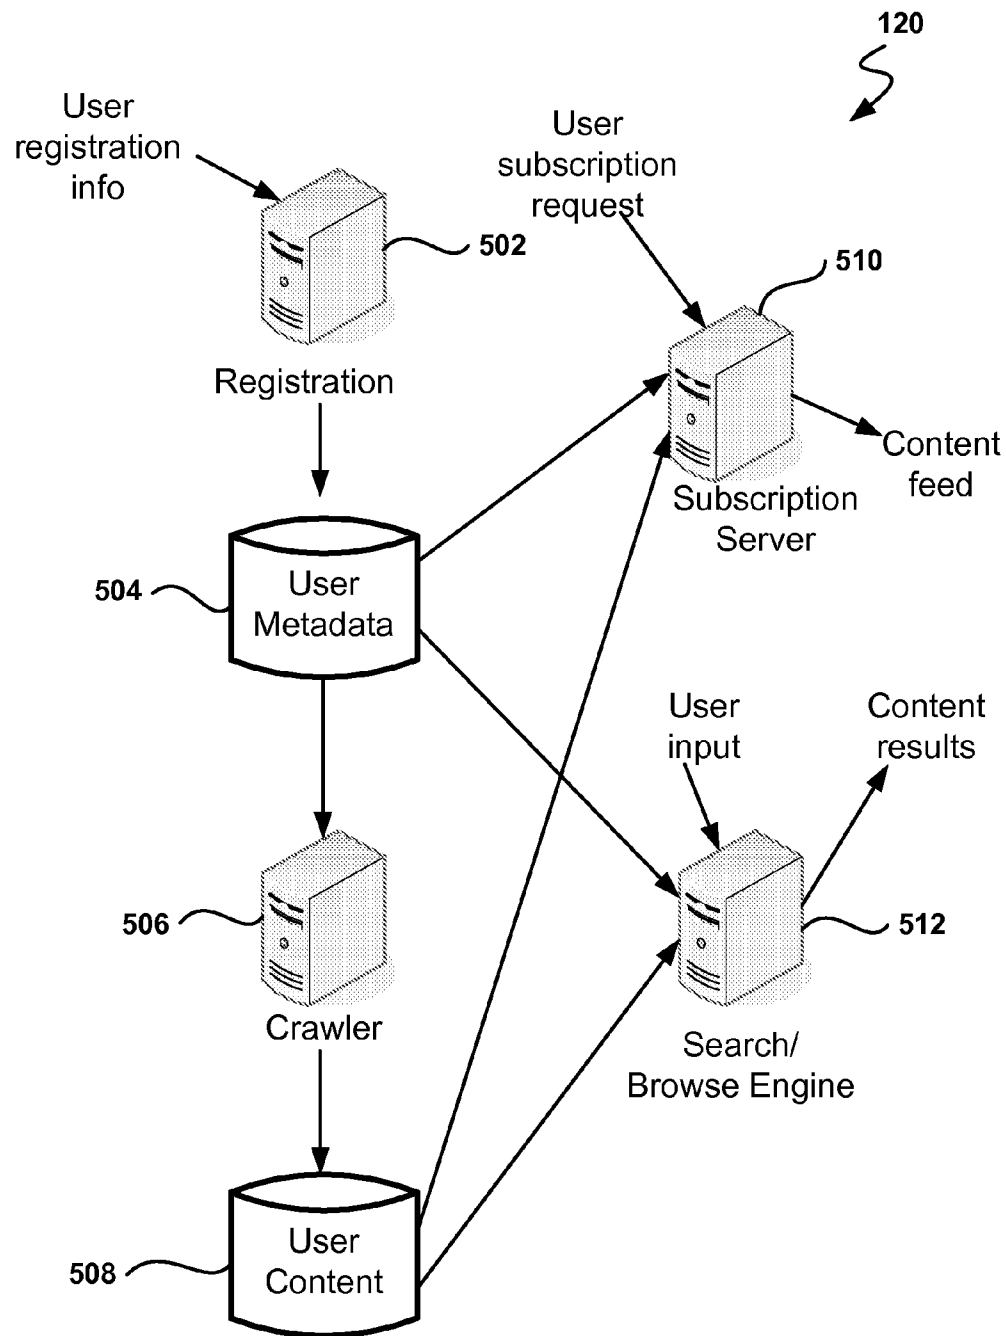 120
User
registration
info
User
subscription
request
502
510
Registration
Content
feed
Subscription
Server
504
User
Metadata
User
input
Content
results
506
512
Crawler
Search/
Browse Engine
508
User
Content